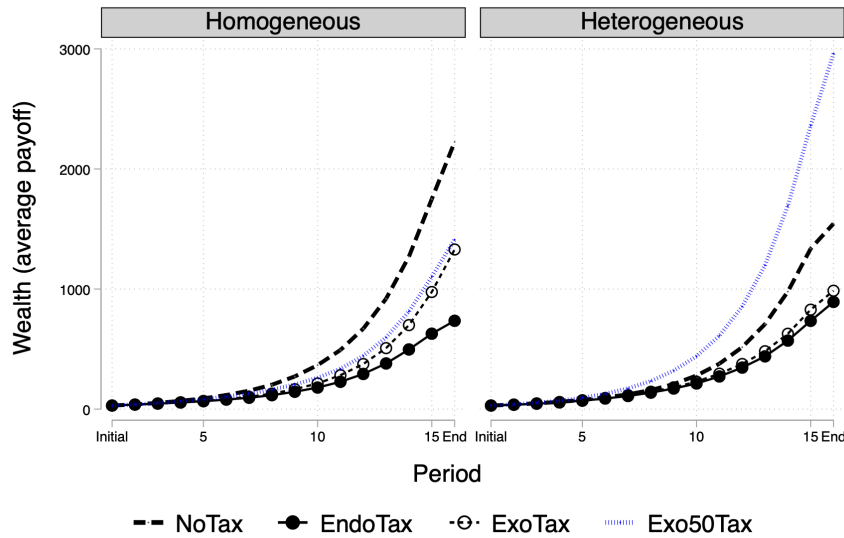 Homogeneous Heterogeneous
3000
2000
1000
0
Wealth (average payoff)
Initial 5 10 15 End Initial 5 10 15 End
Period
NoTax EndoTax ExoTax Exo50Tax